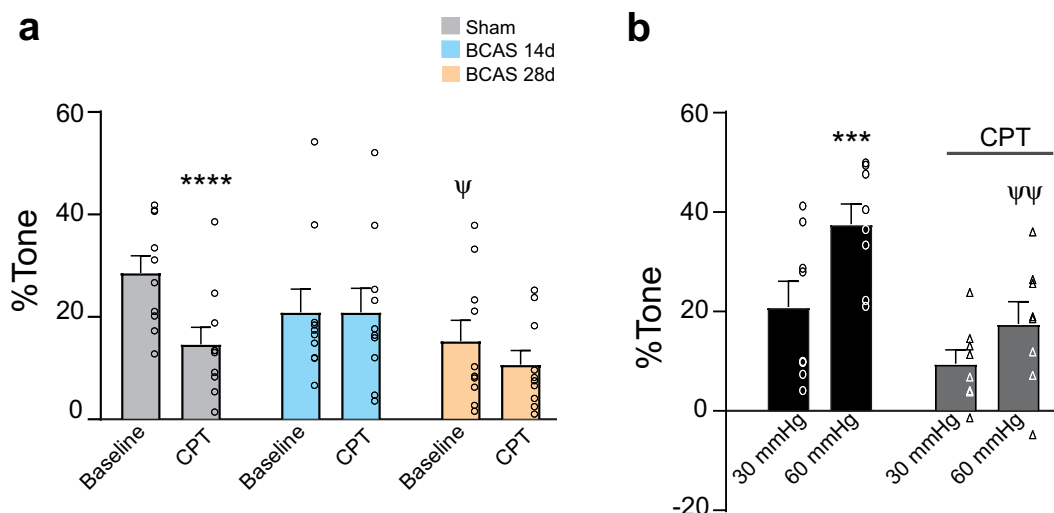 a
Sham
BCAS 14d
BCAS 28d
%Tone
60
40
20
0
****
ψ
Baseline
CPT
Baseline
CPT
Baseline
CPT
b
%Tone
60
40
20
0
-20
***
CPT
ψψ
30 mmHg
60 mmHg
30 mmHg
60 mmHg